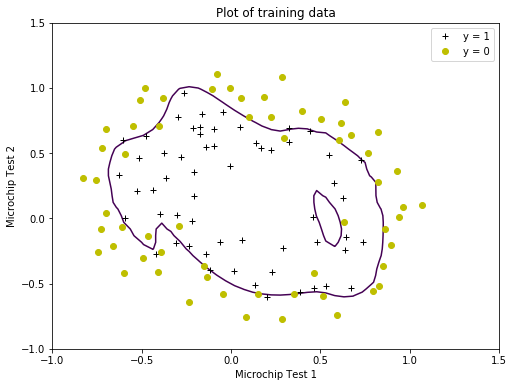 Plot of training data
1.5
1.0
0.5
0.0
−0.5
−1.0
Microchip Test 2
y = 1
y = 0
−1.0 −0.5 0.0 0.5 1.0 1.5
Microchip Test 1